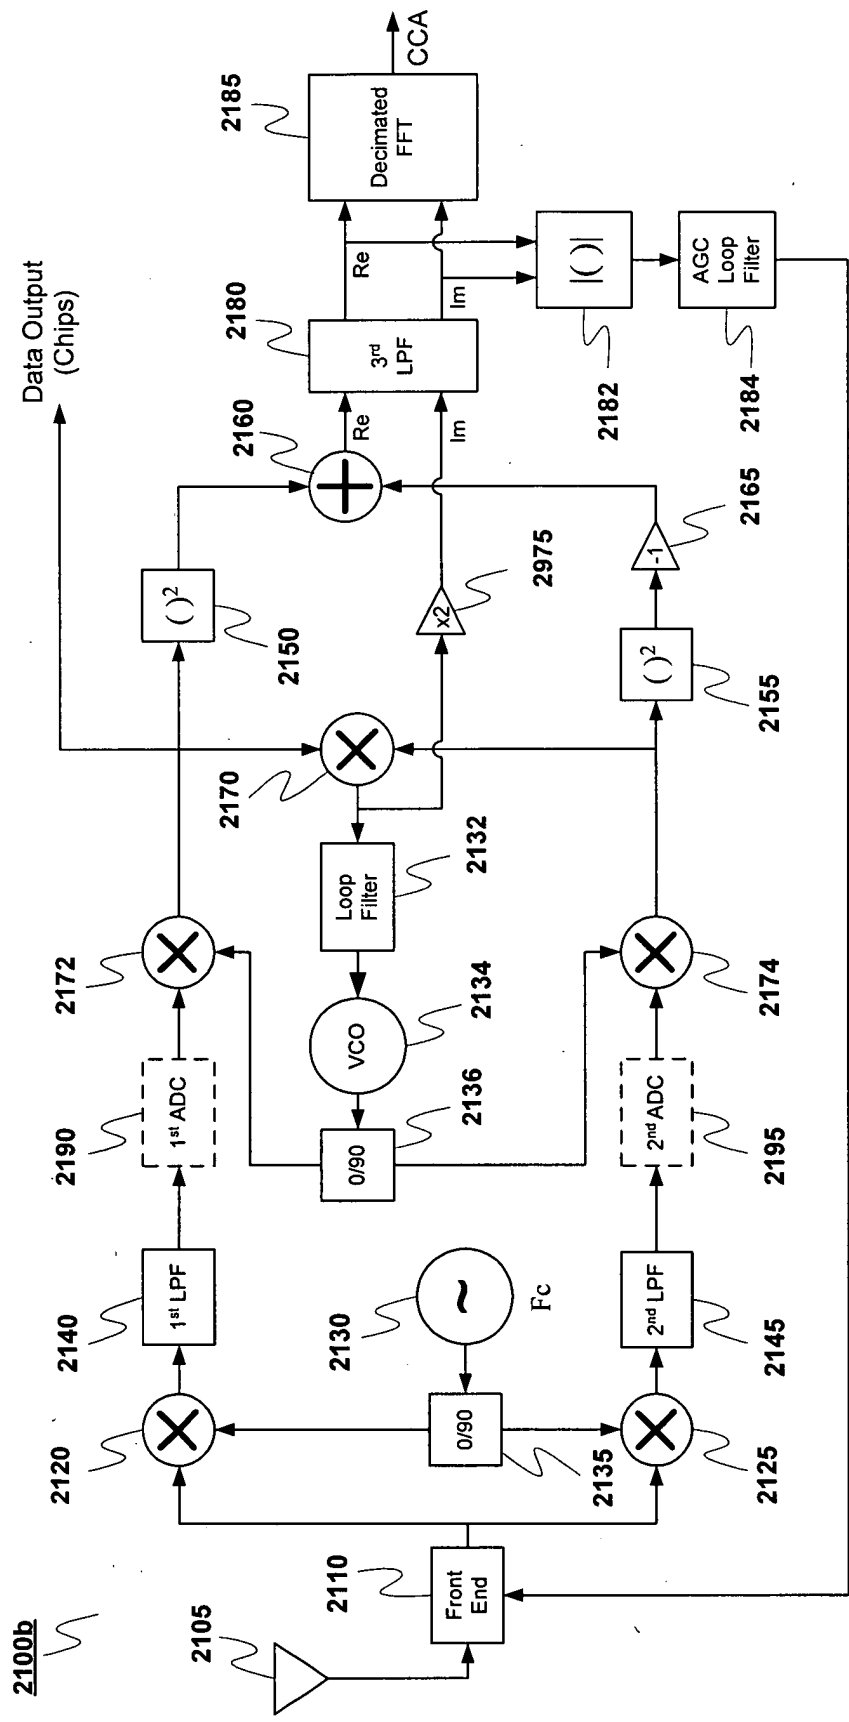 2100b
2105
2110
Front
End
2120
2125
0/90
2135
2130
~
Fc
2140
1st LPF
2145
2nd LPF
2190
1st ADC
2195
2nd ADC
0/90
2136
VCO
2134
Loop
Filter
2132
2172
2174
2170
Data Output
(Chips)
( )²
2150
( )²
2155
x2
2975
-1
2165
2160
Re
Im
2180
3rd
LPF
Re
Im
2182
|( )|
2184
AGC
Loop
Filter
2185
Decimated
FFT
CCA